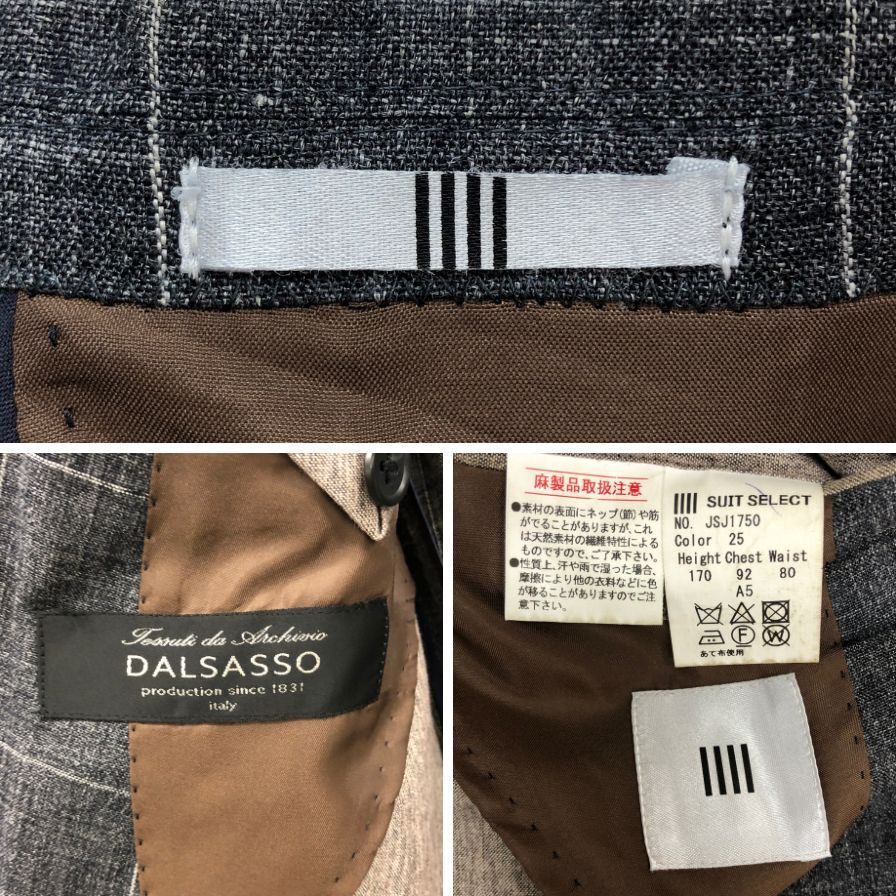 Tessuti da Archivio
DALSASSO
production since 1831
italy
麻製品取扱注意
●素材の表面にネップ(節)や筋
がでることがありますが、これ
は天然素材の繊維特性による
ものですので、ご了承下さい。
●性質上、汗や雨で湿った場合、
摩擦により他の衣料などに色
が移ることがありますのでご注
意下さい。
SUIT SELECT
NO. JSJ1750
Color 25
Height Chest Waist
170 92 80
A5
F W
あて布使用